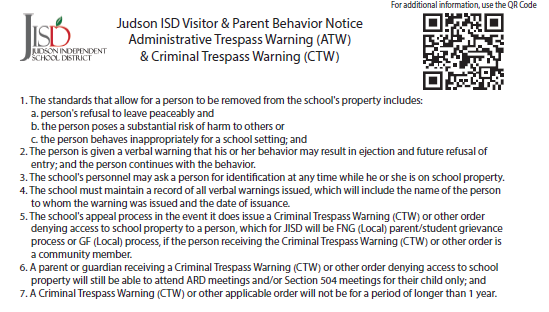 For additional information, use the QR Code
JISD
JUDSON INDEPENDENT
SCHOOL DISTRICT
Judson ISD Visitor & Parent Behavior Notice
Administrative Trespass Warning (ATW)
& Criminal Trespass Warning (CTW)
1. The standards that allow for a person to be removed from the school's property includes:
a. person's refusal to leave peaceably and
b. the person poses a substantial risk of harm to others or
c. the person behaves inappropriately for a school setting; and
2. The person is given a verbal warning that his or her behavior may result in ejection and future refusal of
entry; and the person continues with the behavior.
3. The school's personnel may ask a person for identification at any time while he or she is on school property.
4. The school must maintain a record of all verbal warnings issued, which will include the name of the person
to whom the warning was issued and the date of issuance.
5. The school's appeal process in the event it does issue a Criminal Trespass Warning (CTW) or other order
denying access to school property to a person, which for JISD will be FNG (Local) parent/student grievance
process or GF (Local) process, if the person receiving the Criminal Trespass Warning (CTW) or other order is
a community member.
6. A parent or guardian receiving a Criminal Trespass Warning (CTW) or other order denying access to school
property will still be able to attend ARD meetings and/or Section 504 meetings for their child only; and
7. A Criminal Trespass Warning (CTW) or other applicable order will not be for a period of longer than 1 year.